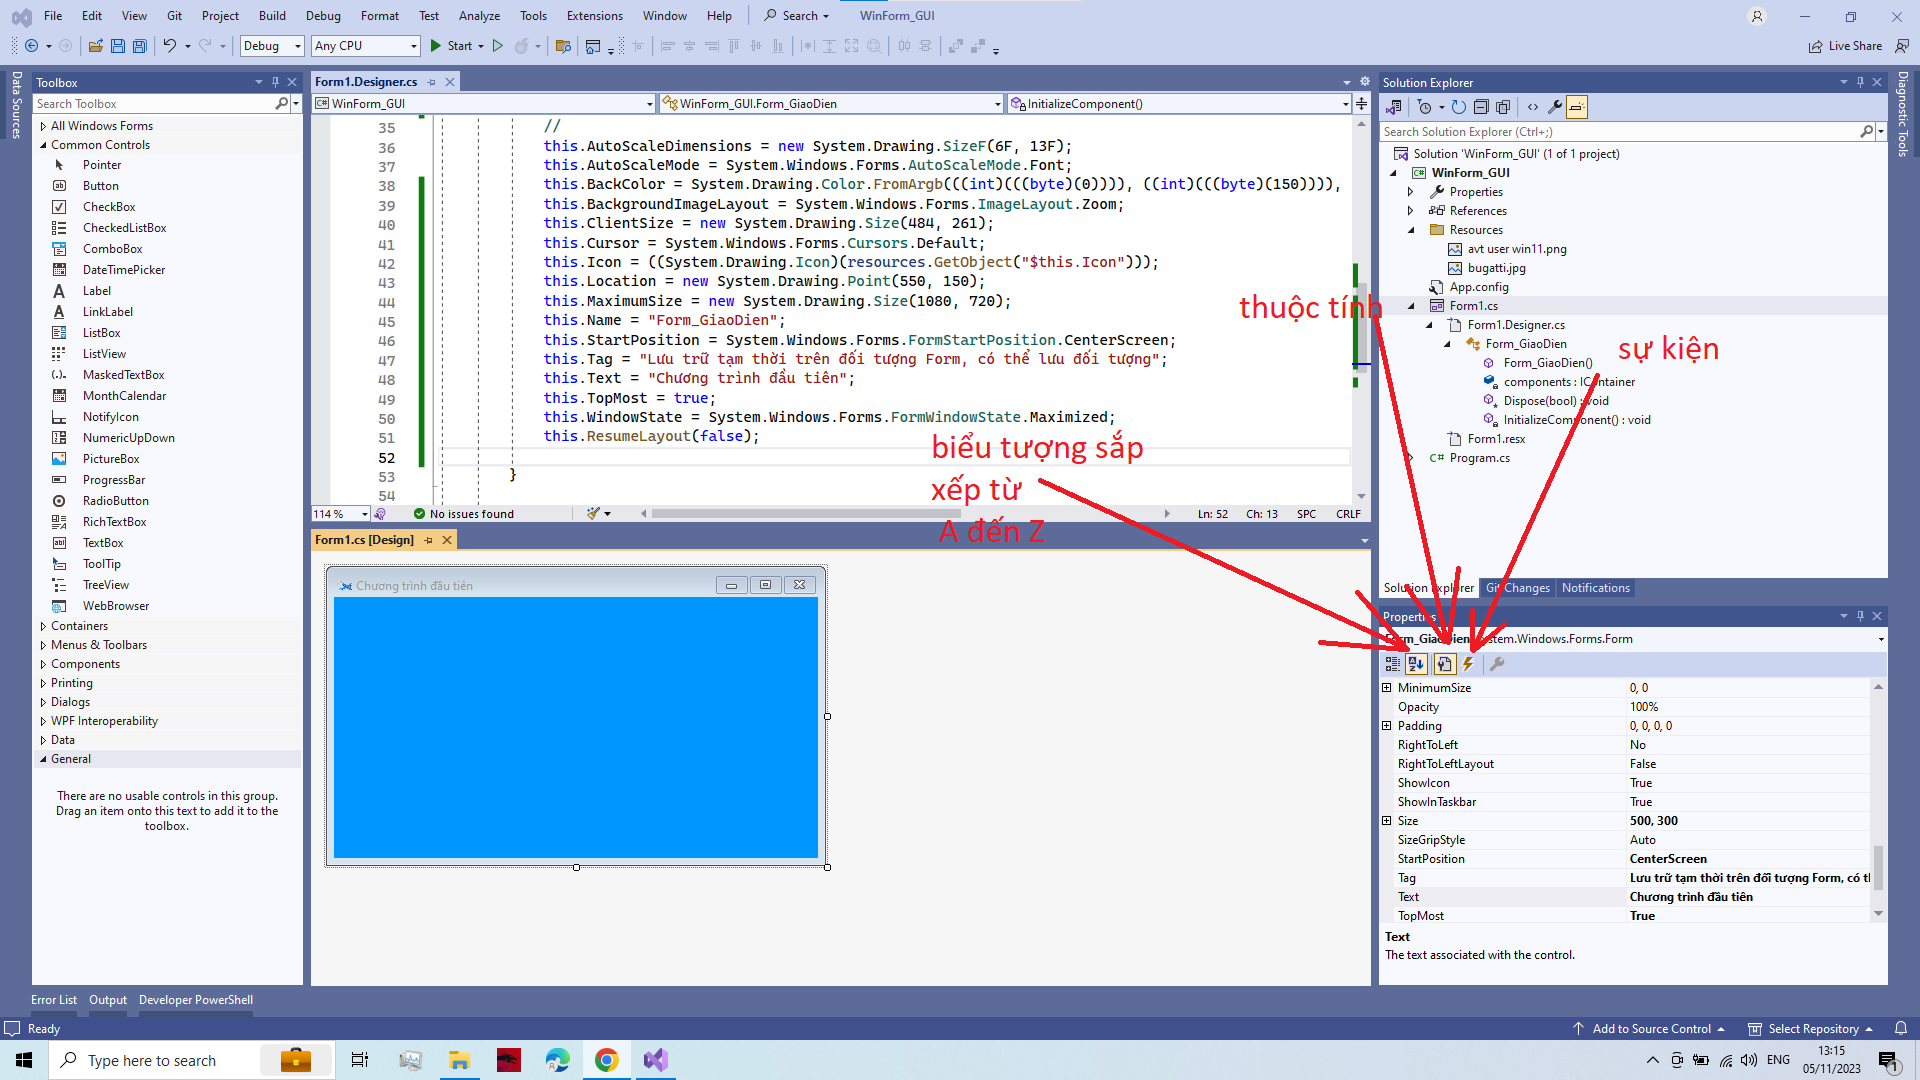 File Edit View Git Project Build Debug Format Test Analyze Tools Extensions Window Help Search WinForm_GUI
Debug Any CPU Start Live Share
Data Sources
Toolbox
Search Toolbox
All Windows Forms
Common Controls
Pointer
Button
CheckBox
CheckedListBox
ComboBox
DateTimePicker
Label
LinkLabel
ListBox
ListView
MaskedTextBox
MonthCalendar
NotifyIcon
NumericUpDown
PictureBox
ProgressBar
RadioButton
RichTextBox
TextBox
ToolTip
TreeView
WebBrowser
Containers
Menus & Toolbars
Components
Printing
Dialogs
WPF Interoperability
Data
General
There are no usable controls in this group.
Drag an item onto this text to add it to the
toolbox.
Form1.Designer.cs
WinForm_GUI WinForm_GUI.Form_GiaoDien InitializeComponent()
35 //
36 this.AutoScaleDimensions = new System.Drawing.SizeF(6F, 13F);
37 this.AutoScaleMode = System.Windows.Forms.AutoScaleMode.Font;
38 this.BackColor = System.Drawing.Color.FromArgb(((int)(((byte)(0)))), ((int)(((byte)(150)))),
39 this.BackgroundImageLayout = System.Windows.Forms.ImageLayout.Zoom;
40 this.ClientSize = new System.Drawing.Size(484, 261);
41 this.Cursor = System.Windows.Forms.Cursors.Default;
42 this.Icon = ((System.Drawing.Icon)(resources.GetObject("$this.Icon")));
43 this.Location = new System.Drawing.Point(550, 150);
44 this.MaximumSize = new System.Drawing.Size(1080, 720);
45 this.Name = "Form_GiaoDien";
46 this.StartPosition = System.Windows.Forms.FormStartPosition.CenterScreen;
47 this.Tag = "Lưu trữ tạm thời trên đối tượng Form, có thể lưu đối tượng";
48 this.Text = "Chương trình đầu tiên";
49 this.TopMost = true;
50 this.WindowState = System.Windows.Forms.FormWindowState.Maximized;
51 this.ResumeLayout(false);
52
53 }
54
114 % No issues found Ln: 52 Ch: 13 SPC CRLF
biểu tượng sắp
xếp từ
A đến Z
thuộc tính
sự kiện
Form1.cs [Design]
Chương trình đầu tiên
Solution Explorer
Search Solution Explorer (Ctrl+;)
Solution 'WinForm_GUI' (1 of 1 project)
WinForm_GUI
Properties
References
Resources
avt user win11.png
bugatti.jpg
App.config
Form1.cs
Form1.Designer.cs
Form_GiaoDien
Form_GiaoDien()
components : IContainer
Dispose(bool) : void
InitializeComponent() : void
Form1.resx
C# Program.cs
Solution Explorer Git Changes Notifications
Diagnostic Tools
Properties
Form_GiaoDien System.Windows.Forms.Form
MinimumSize 0, 0
Opacity 100%
Padding 0, 0, 0, 0
RightToLeft No
RightToLeftLayout False
ShowIcon True
ShowInTaskbar True
Size 500, 300
SizeGripStyle Auto
StartPosition CenterScreen
Tag Lưu trữ tạm thời trên đối tượng Form, có th
Text Chương trình đầu tiên
TopMost True
Text
The text associated with the control.
Error List Output Developer PowerShell
Ready Add to Source Control Select Repository
Type here to search
ENG
13:15
05/11/2023
1